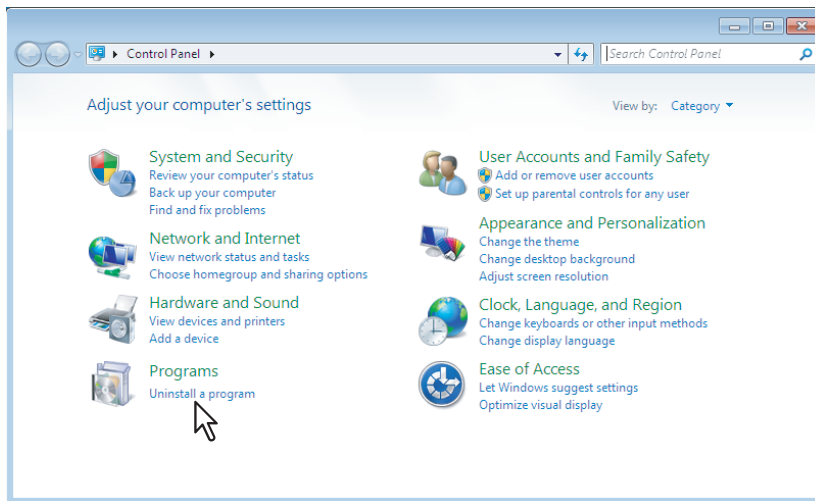 Control Panel
Search Control Panel
Adjust your computer's settings
View by: Category
System and Security
Review your computer's status
Back up your computer
Find and fix problems
Network and Internet
View network status and tasks
Choose homegroup and sharing options
Hardware and Sound
View devices and printers
Add a device
Programs
Uninstall a program
User Accounts and Family Safety
Add or remove user accounts
Set up parental controls for any user
Appearance and Personalization
Change the theme
Change desktop background
Adjust screen resolution
Clock, Language, and Region
Change keyboards or other input methods
Change display language
Ease of Access
Let Windows suggest settings
Optimize visual display